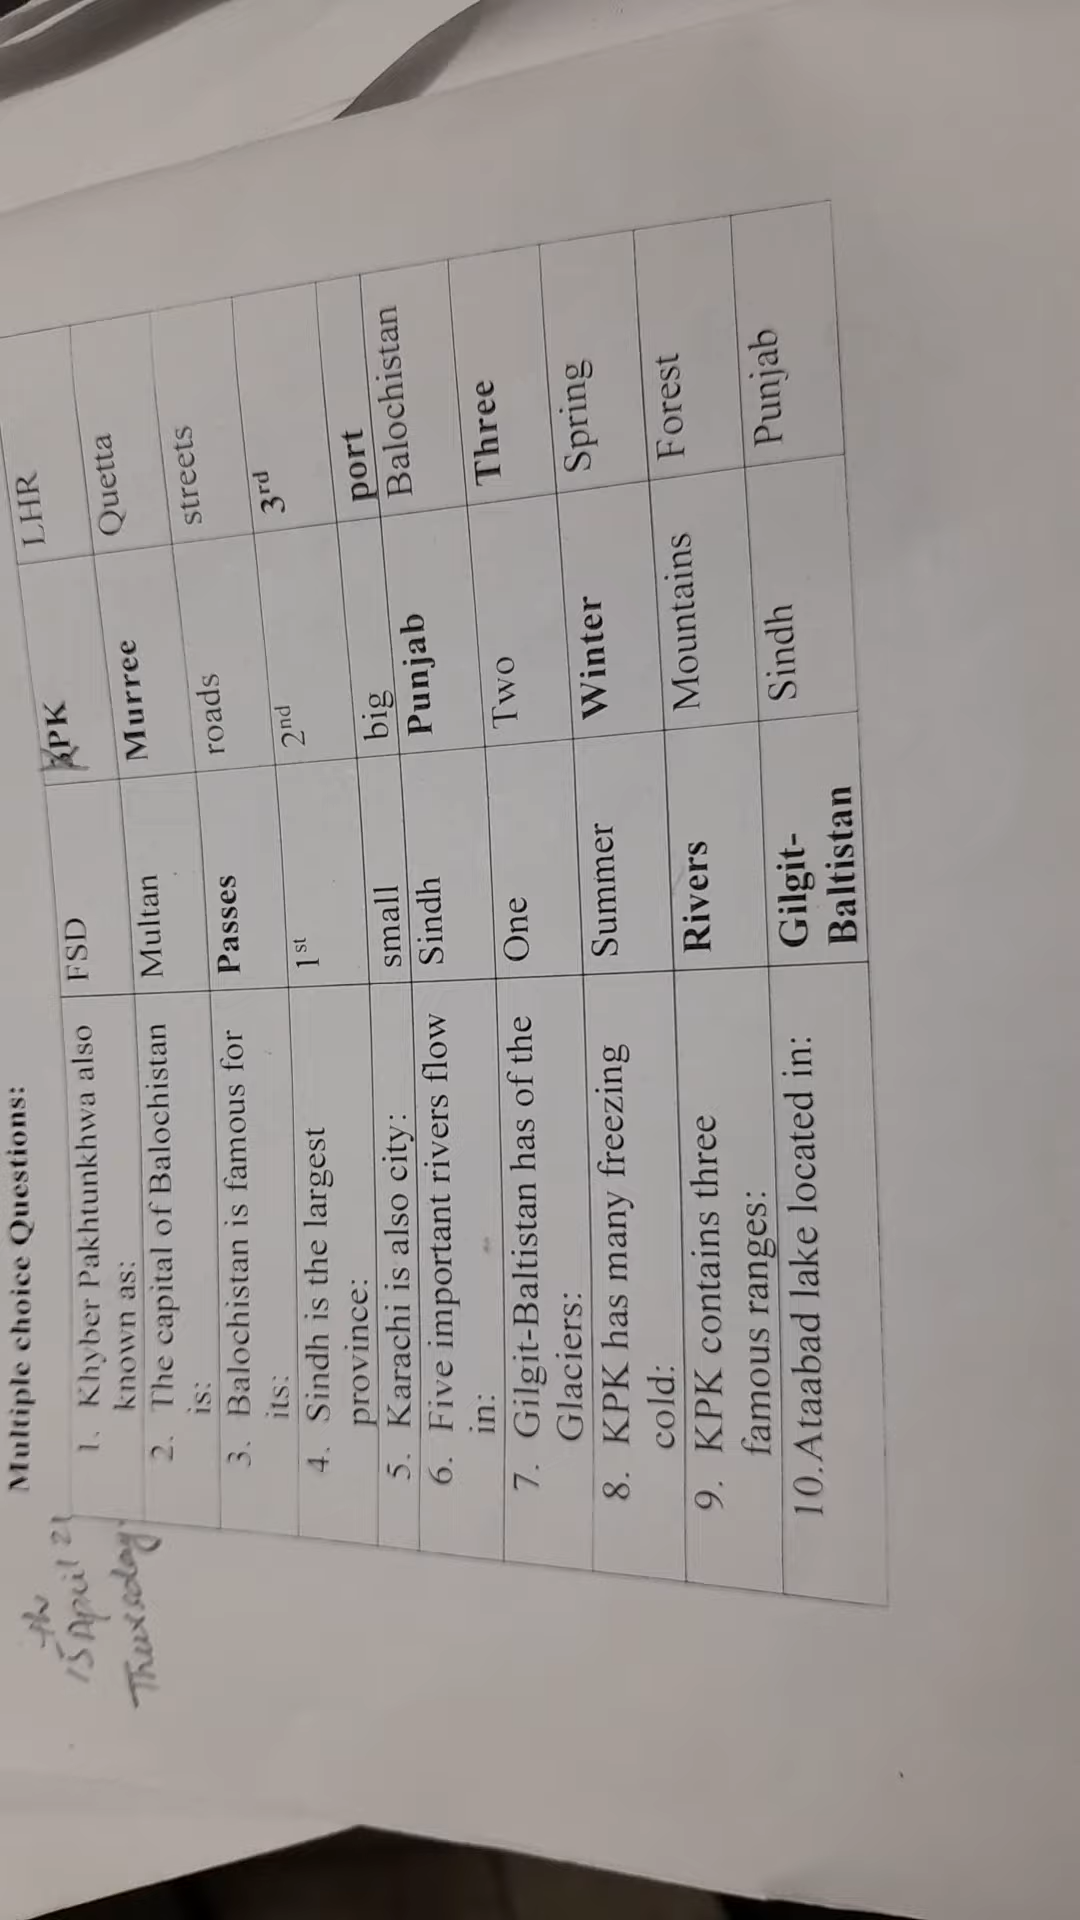 Multiple choice Questions:
15th April 21
Thursday
1. Khyber Pakhtunkhwa also known as: FSD KPK LHR
2. The capital of Balochistan is: Multan Murree Quetta
3. Balochistan is famous for its: Passes roads streets
4. Sindh is the largest province: 1st 2nd 3rd
5. Karachi is also city: small big port
6. Five important rivers flow in: Sindh Punjab Balochistan
7. Gilgit-Baltistan has of the Glaciers: One Two Three
8. KPK has many freezing cold: Summer Winter Spring
9. KPK contains three famous ranges: Rivers Mountains Forest
10. Ataabad lake located in: Gilgit-Baltistan Sindh Punjab